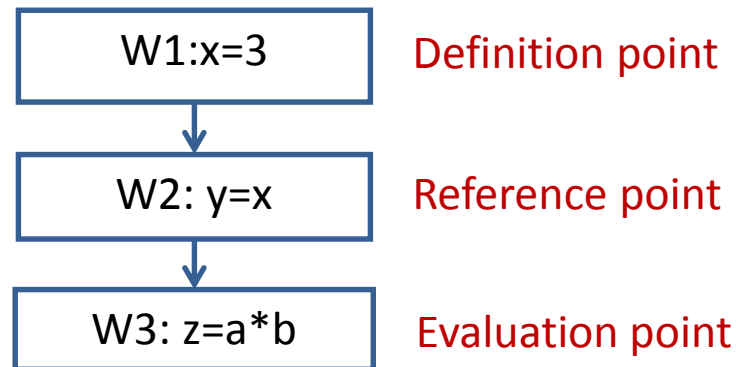 W1:x=3 Definition point
W2: y=x Reference point
W3: z=a*b Evaluation point